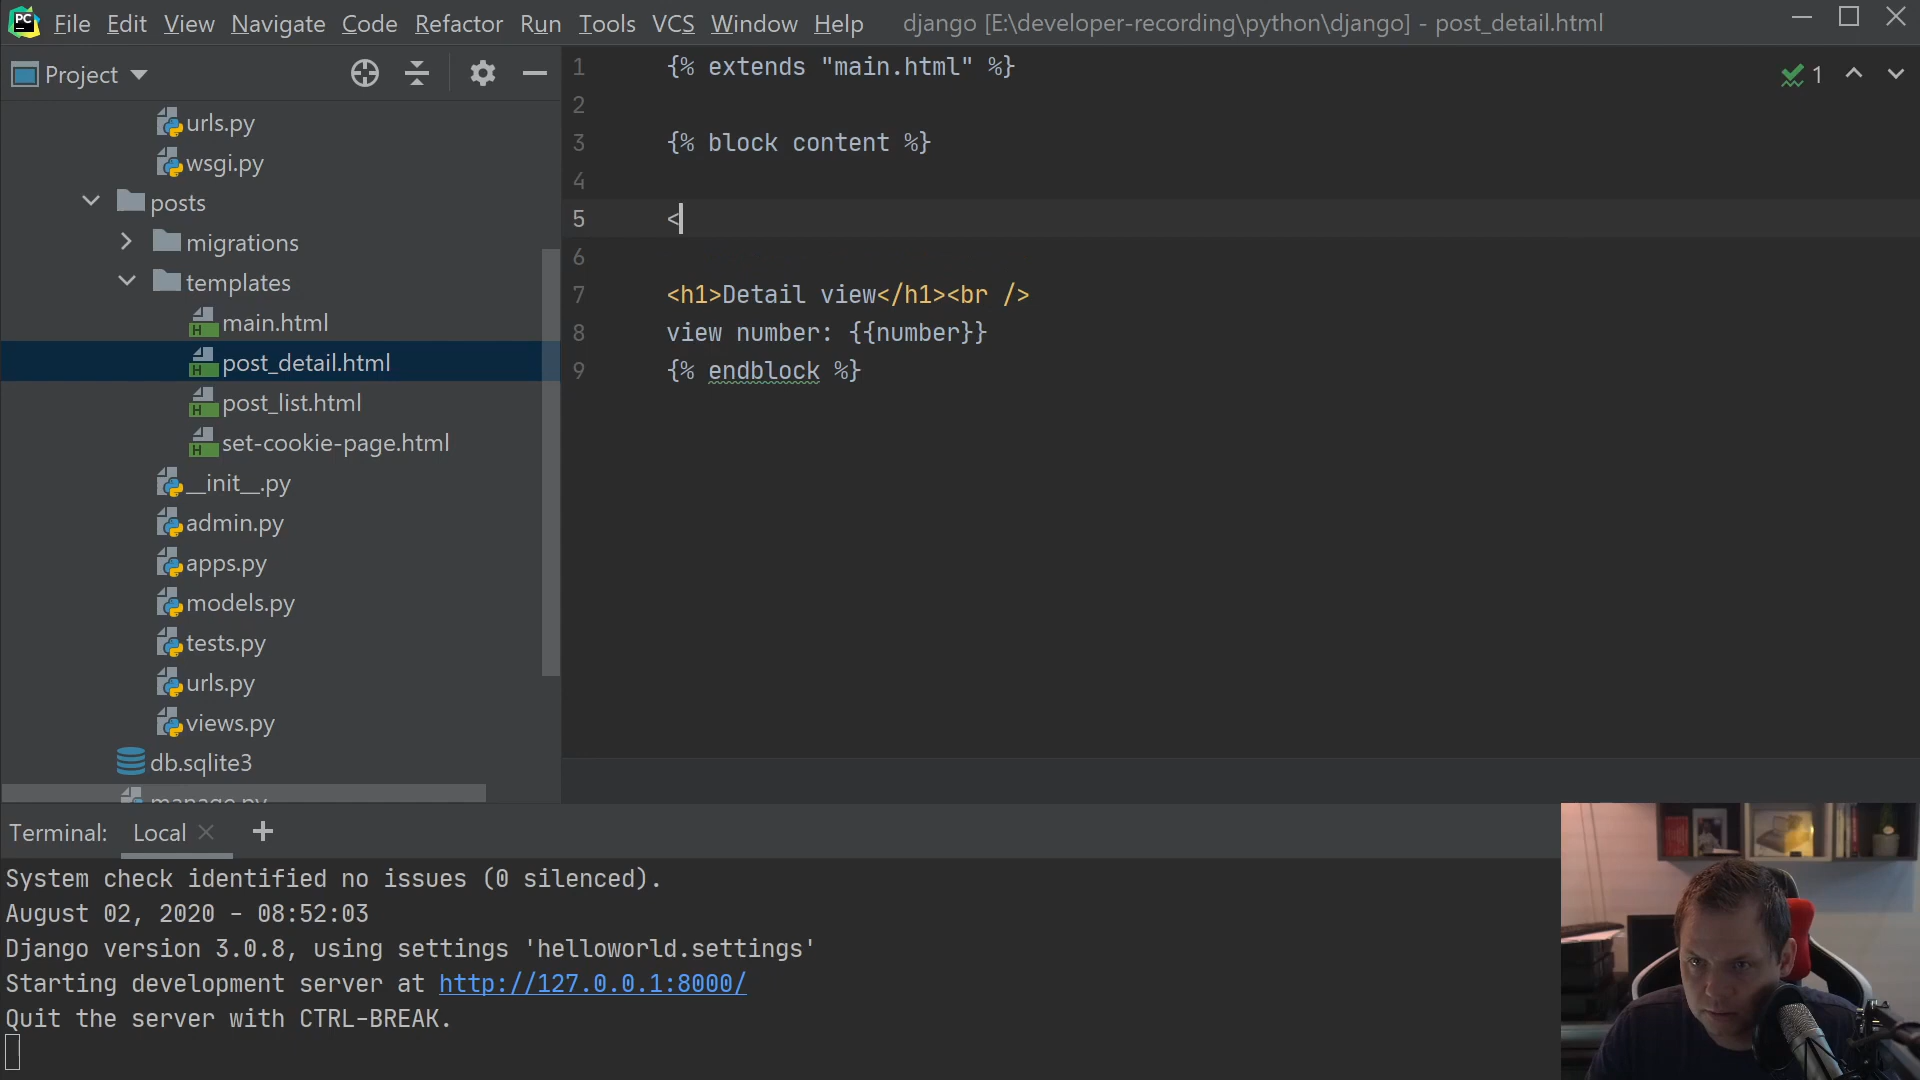 PC File Edit View Navigate Code Refactor Run Tools VCS Window Help django [E:\developer-recording\python\django] - post_detail.html
Project
urls.py
wsgi.py
posts
migrations
templates
main.html
post_detail.html
post_list.html
set-cookie-page.html
__init__.py
admin.py
apps.py
models.py
tests.py
urls.py
views.py
db.sqlite3
manage.py
1 {% extends "main.html" %}
2
3 {% block content %}
4
5 <
6
7 <h1>Detail view</h1><br />
8 view number: {{number}}
9 {% endblock %}
1
Terminal: Local
System check identified no issues (0 silenced).
August 02, 2020 - 08:52:03
Django version 3.0.8, using settings 'helloworld.settings'
Starting development server at http://127.0.0.1:8000/
Quit the server with CTRL-BREAK.